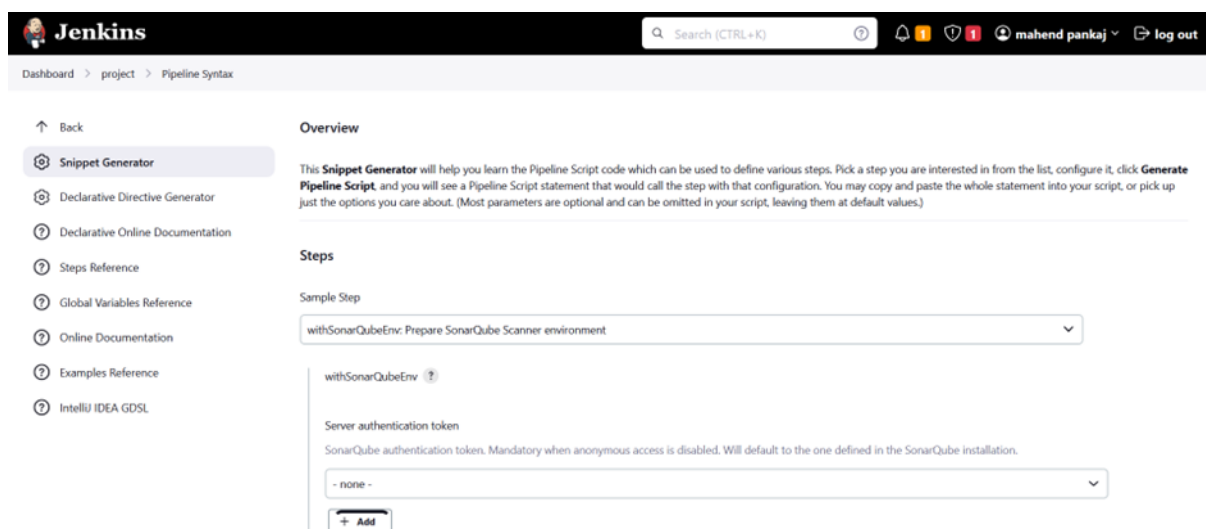 Jenkins
Search (CTRL+K)
1
1
mahend pankaj
log out
Dashboard > project > Pipeline Syntax
Back
Snippet Generator
Declarative Directive Generator
Declarative Online Documentation
Steps Reference
Global Variables Reference
Online Documentation
Examples Reference
IntelliJ IDEA GDSL
Overview
This Snippet Generator will help you learn the Pipeline Script code which can be used to define various steps. Pick a step you are interested in from the list, configure it, click Generate
Pipeline Script, and you will see a Pipeline Script statement that would call the step with that configuration. You may copy and paste the whole statement into your script, or pick up
just the options you care about. (Most parameters are optional and can be omitted in your script, leaving them at default values.)
Steps
Sample Step
withSonarQubeEnv: Prepare SonarQube Scanner environment
withSonarQubeEnv ?
Server authentication token
SonarQube authentication token. Mandatory when anonymous access is disabled. Will default to the one defined in the SonarQube installation.
- none -
+ Add